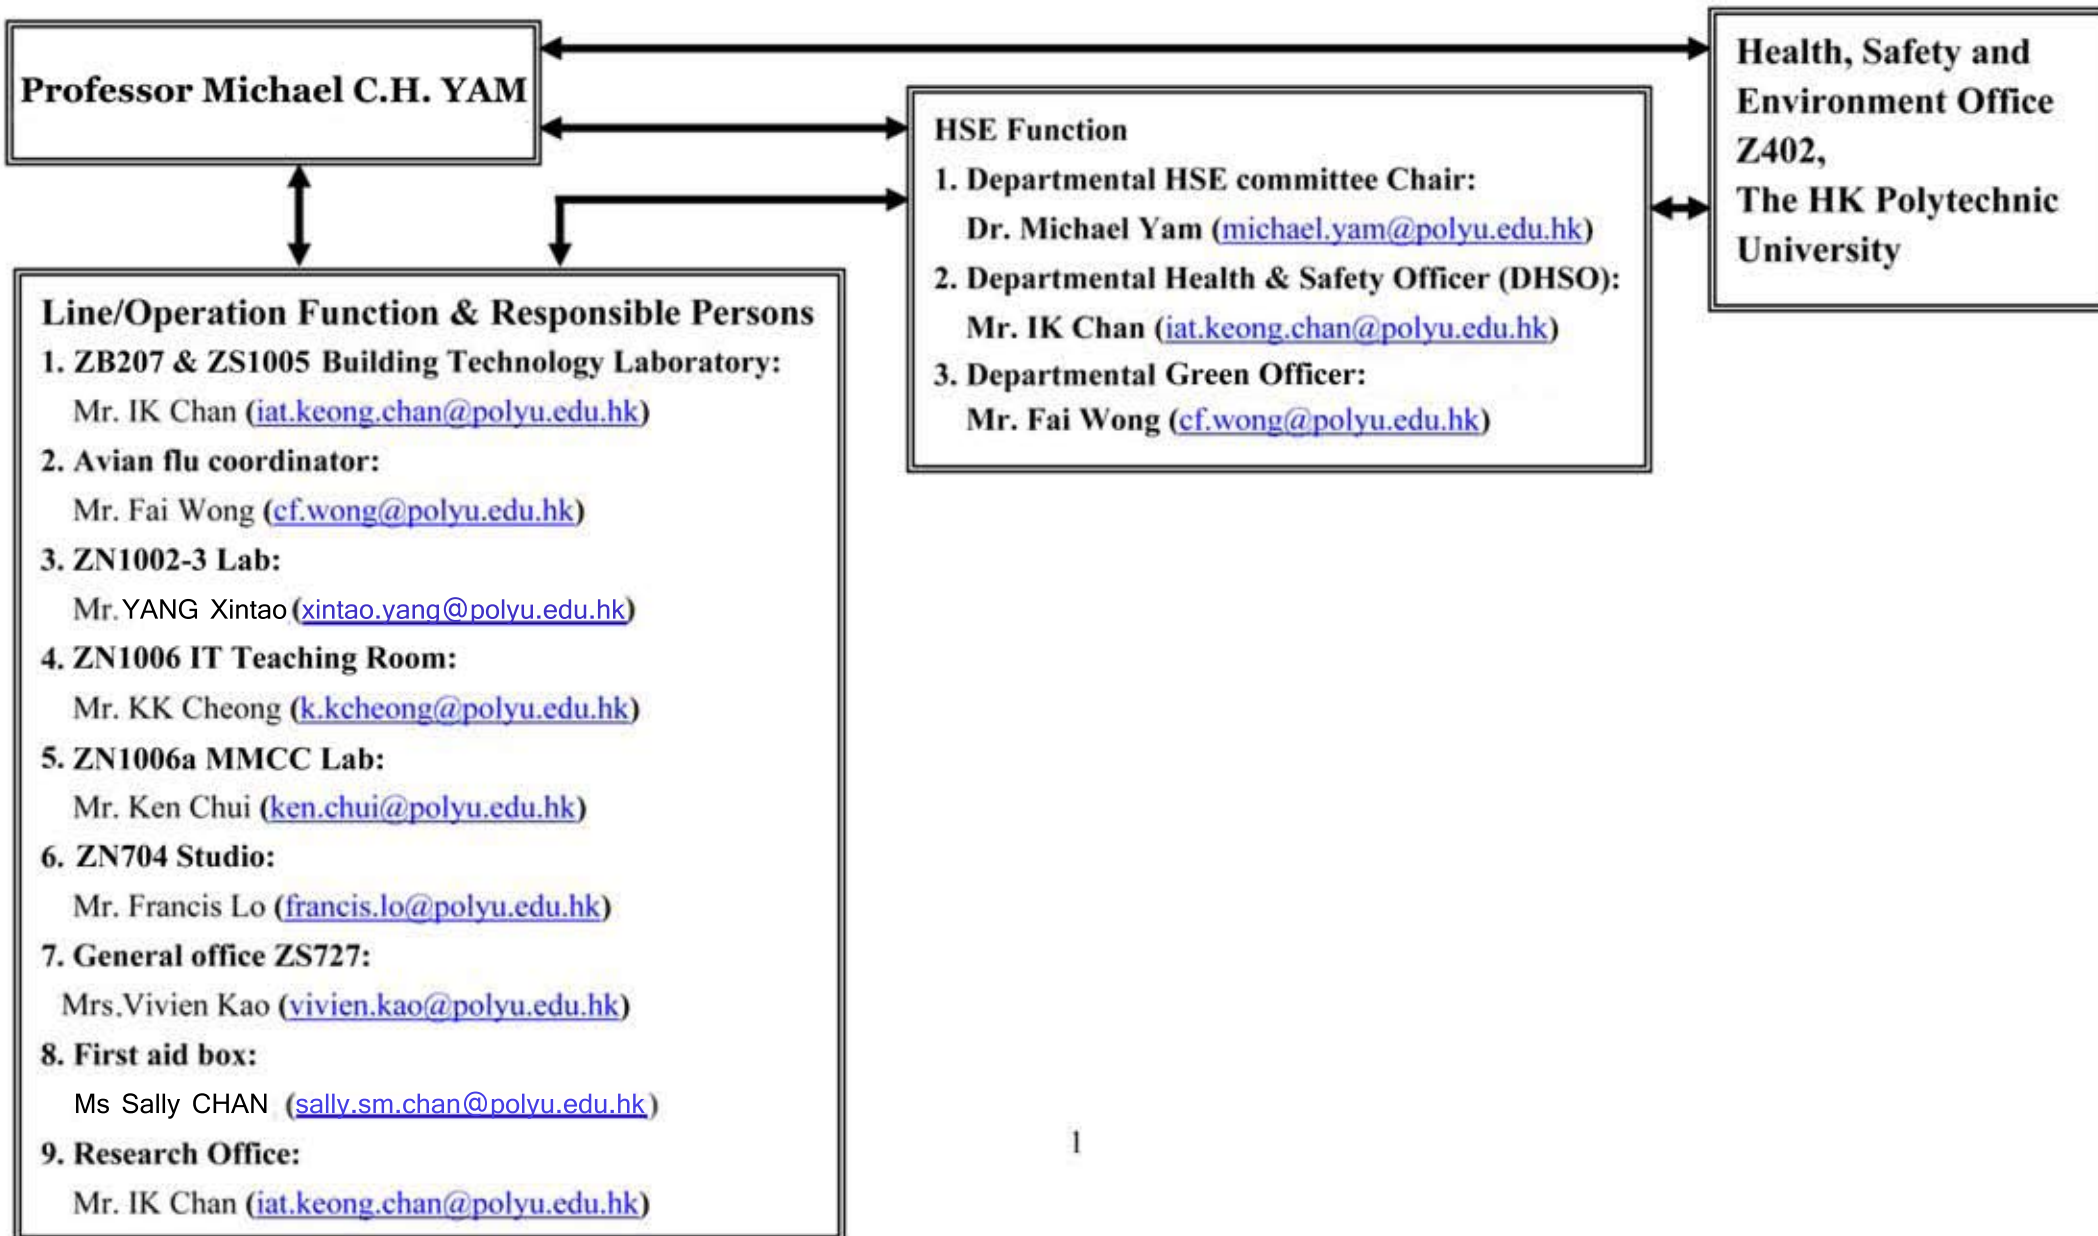 Professor Michael C.H. YAM
Health, Safety and
Environment Office
Z402,
The HK Polytechnic
University
HSE Function
1. Departmental HSE committee Chair:
Dr. Michael Yam (michael.yam@polyu.edu.hk)
2. Departmental Health & Safety Officer (DHSO):
Mr. IK Chan (iat.keong.chan@polyu.edu.hk)
3. Departmental Green Officer:
Mr. Fai Wong (cf.wong@polyu.edu.hk)
Line/Operation Function & Responsible Persons
1. ZB207 & ZS1005 Building Technology Laboratory:
Mr. IK Chan (iat.keong.chan@polyu.edu.hk)
2. Avian flu coordinator:
Mr. Fai Wong (cf.wong@polyu.edu.hk)
3. ZN1002-3 Lab:
Mr. YANG Xintao (xintao.yang@polyu.edu.hk)
4. ZN1006 IT Teaching Room:
Mr. KK Cheong (k.kcheong@polyu.edu.hk)
5. ZN1006a MMCC Lab:
Mr. Ken Chui (ken.chui@polyu.edu.hk)
6. ZN704 Studio:
Mr. Francis Lo (francis.lo@polyu.edu.hk)
7. General office ZS727:
Mrs.Vivien Kao (vivien.kao@polyu.edu.hk)
8. First aid box:
Ms Sally CHAN (sally.sm.chan@polyu.edu.hk)
9. Research Office:
Mr. IK Chan (iat.keong.chan@polyu.edu.hk)
1